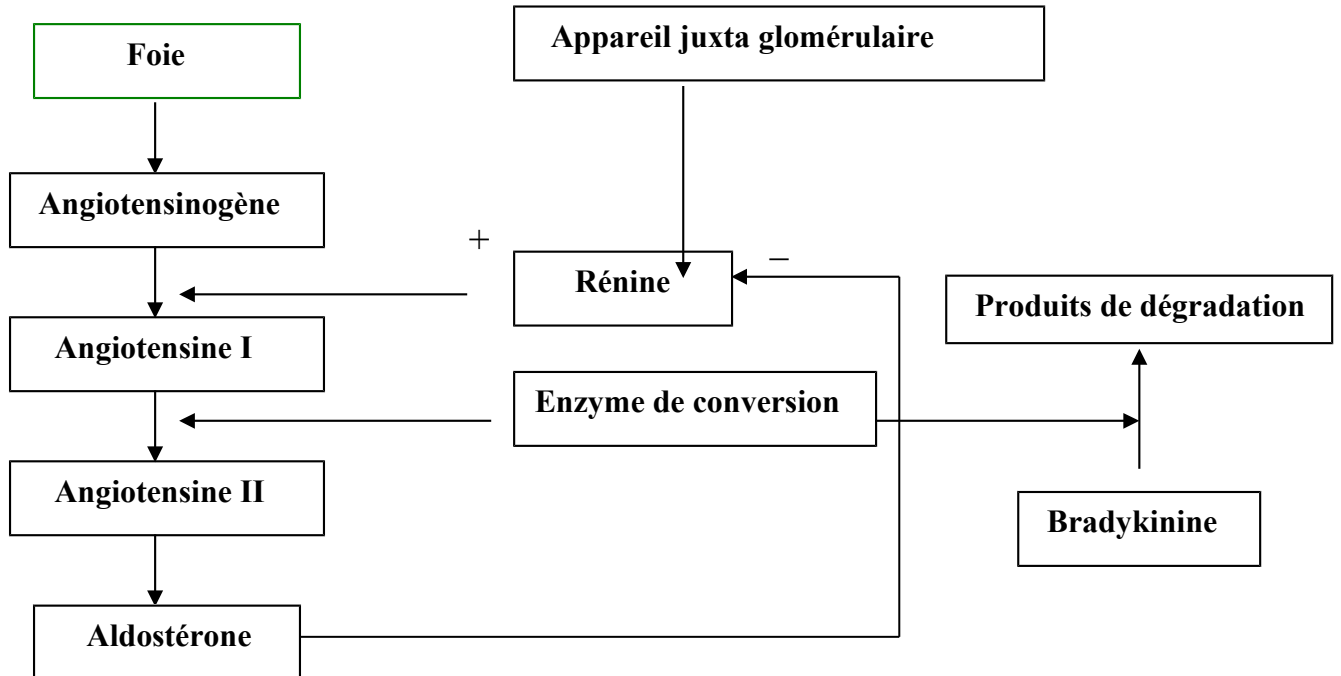 Foie
Appareil juxta glomérulaire
Angiotensinogène
+
Rénine
–
Produits de dégradation
Angiotensine I
Enzyme de conversion
Angiotensine II
Bradykinine
Aldostérone